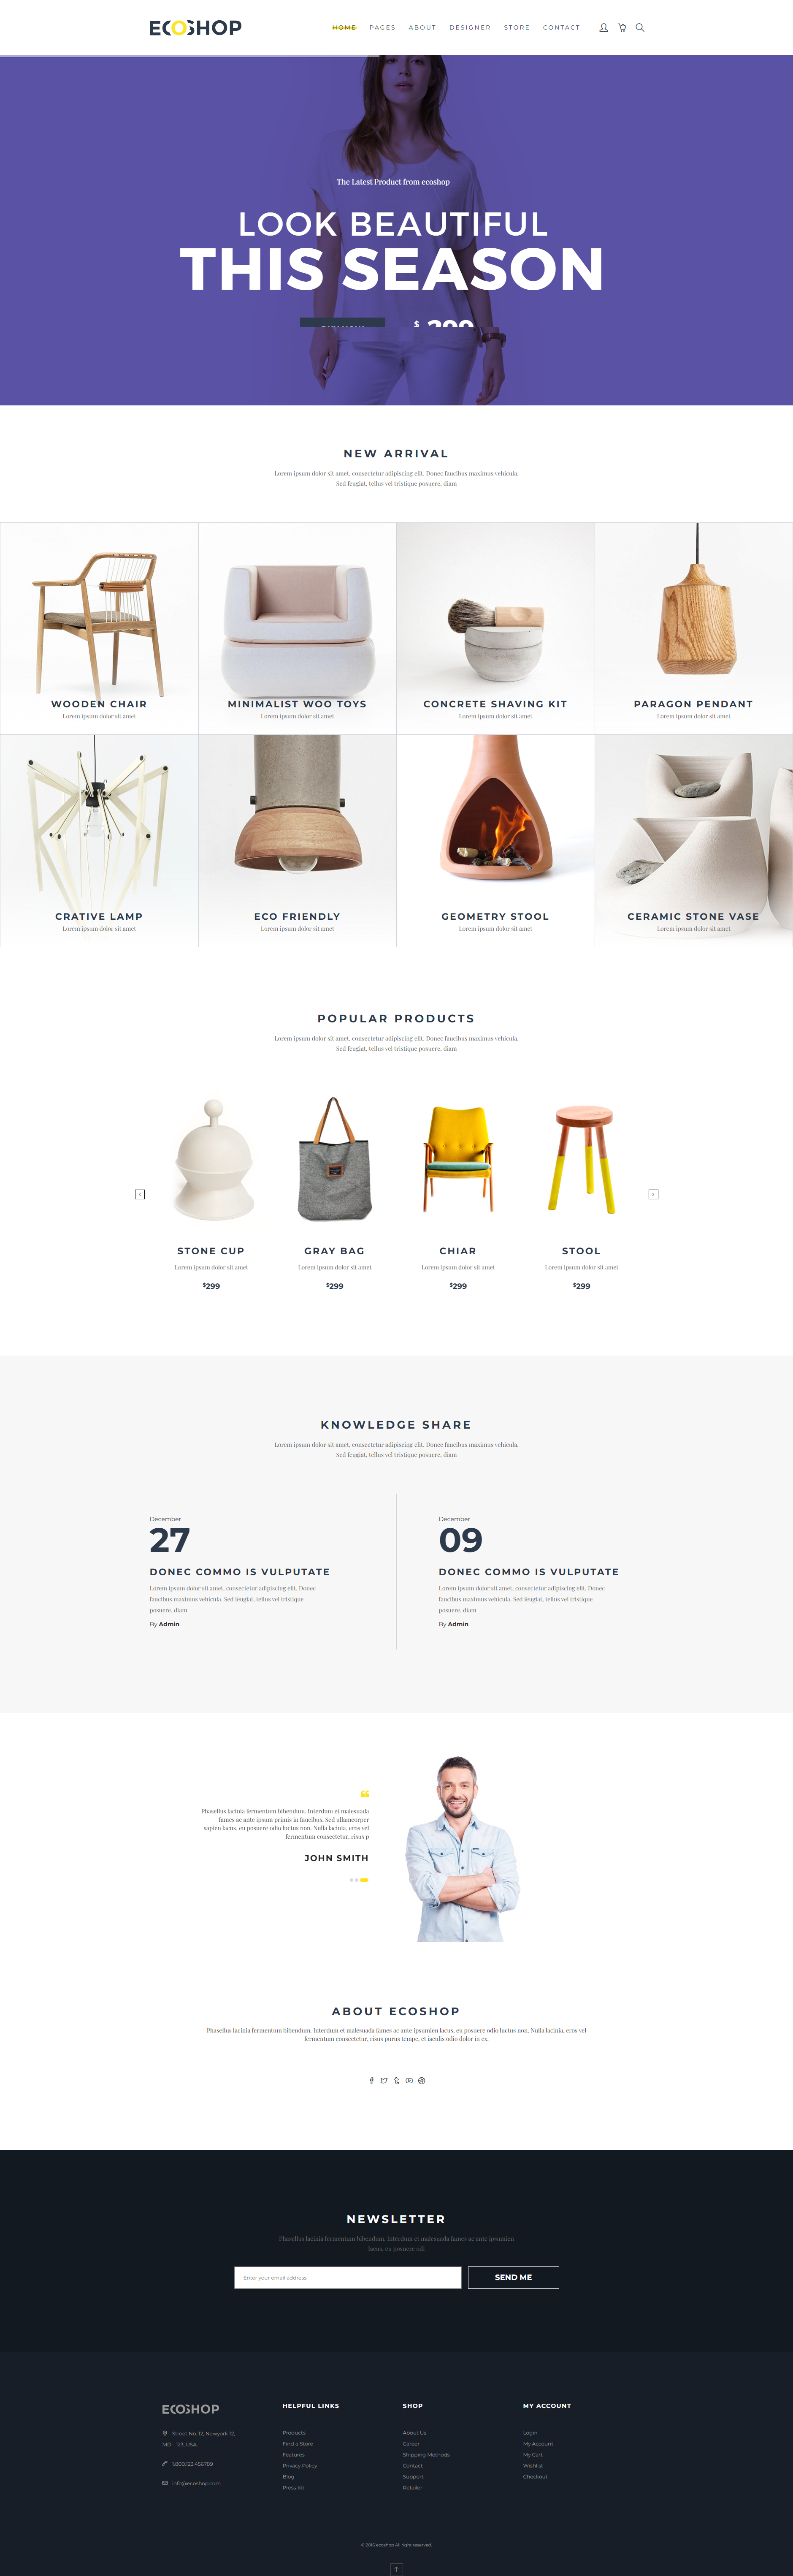 ECOSHOP
HOME PAGES ABOUT DESIGNER STORE CONTACT
The Latest Product from ecoshop
LOOK BEAUTIFUL
THIS SEASON
$ 299
NEW ARRIVAL
Lorem ipsum dolor sit amet, consectetur adipiscing elit. Donec faucibus maximus vehicula.
Sed feugiat, tellus vel tristique posuere, diam
WOODEN CHAIR
Lorem ipsum dolor sit amet
MINIMALIST WOO TOYS
Lorem ipsum dolor sit amet
CONCRETE SHAVING KIT
Lorem ipsum dolor sit amet
PARAGON PENDANT
Lorem ipsum dolor sit amet
CRATIVE LAMP
Lorem ipsum dolor sit amet
ECO FRIENDLY
Lorem ipsum dolor sit amet
GEOMETRY STOOL
Lorem ipsum dolor sit amet
CERAMIC STONE VASE
Lorem ipsum dolor sit amet
POPULAR PRODUCTS
Lorem ipsum dolor sit amet, consectetur adipiscing elit. Donec faucibus maximus vehicula.
Sed feugiat, tellus vel tristique posuere, diam
STONE CUP
Lorem ipsum dolor sit amet
$299
GRAY BAG
Lorem ipsum dolor sit amet
$299
CHIAR
Lorem ipsum dolor sit amet
$299
STOOL
Lorem ipsum dolor sit amet
$299
KNOWLEDGE SHARE
Lorem ipsum dolor sit amet, consectetur adipiscing elit. Donec faucibus maximus vehicula.
Sed feugiat, tellus vel tristique posuere, diam
December
27
DONEC COMMO IS VULPUTATE
Lorem ipsum dolor sit amet, consectetur adipiscing elit. Donec
faucibus maximus vehicula. Sed feugiat, tellus vel tristique
posuere, diam
By Admin
December
09
DONEC COMMO IS VULPUTATE
Lorem ipsum dolor sit amet, consectetur adipiscing elit. Donec
faucibus maximus vehicula. Sed feugiat, tellus vel tristique
posuere, diam
By Admin
Phasellus lacinia fermentum bibendum. Interdum et malesuada
fames ac ante ipsum primis in faucibus. Sed ullamcorper
sapien lacus, eu posuere odio luctus non. Nulla lacinia, eros vel
fermentum consectetur, risus p
JOHN SMITH
ABOUT ECOSHOP
Phasellus lacinia fermentum bibendum. Interdum et malesuada fames ac ante ipsumien lacus, eu posuere odio luctus non. Nulla lacinia, eros vel
fermentum consectetur, risus purus tempc, et iaculis odio dolor in ex.
NEWSLETTER
Phasellus lacinia fermentum bibendum. Interdum et malesuada fames ac ante ipsumien
lacus, eu posuere odi
Enter your email address
SEND ME
ECOSHOP
Street No. 12, Newyork 12,
MD - 123, USA.
1.800.123.456789
info@ecoshop.com
HELPFUL LINKS
Products
Find a Store
Features
Privacy Policy
Blog
Press Kit
SHOP
About Us
Career
Shipping Methods
Contact
Support
Retailer
MY ACCOUNT
Login
My Account
My Cart
Wishlist
Checkout
© 2016 ecoshop All right reserved.